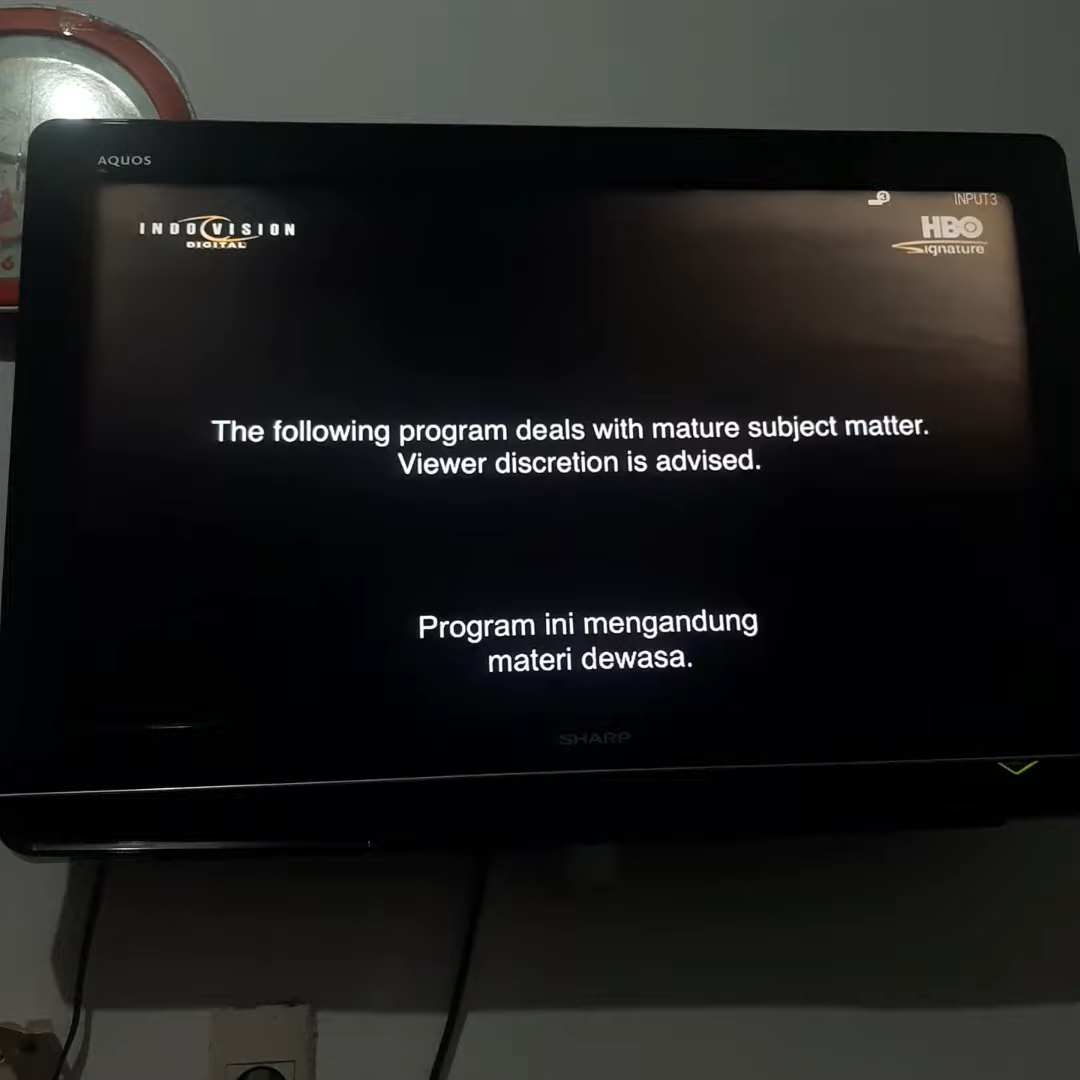 AQUOS
INPUT3
3
INDOVISION
DIGITAL
HBO
Signature
The following program deals with mature subject matter.
Viewer discretion is advised.
Program ini mengandung
materi dewasa.
SHARP